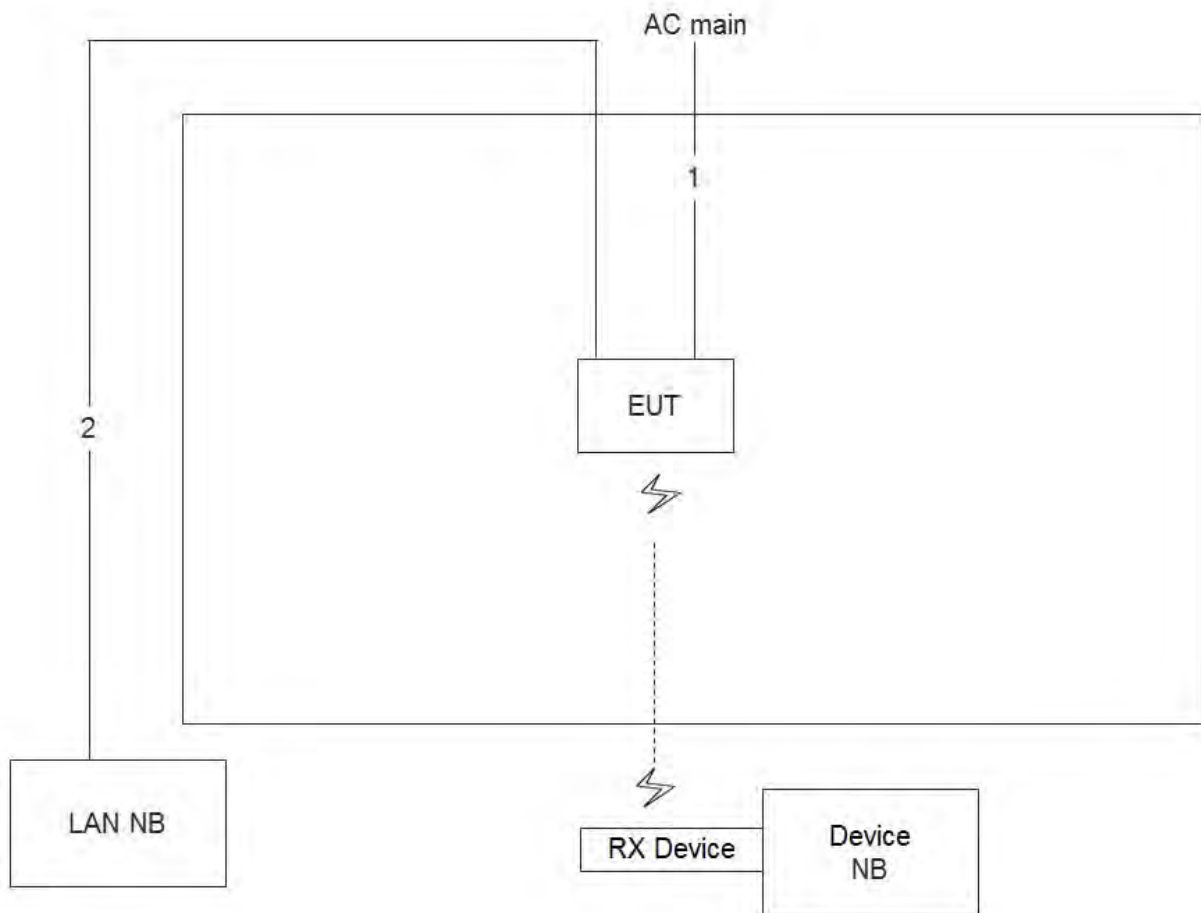 AC main
1
EUT
2
LAN NB
RX Device
Device
NB